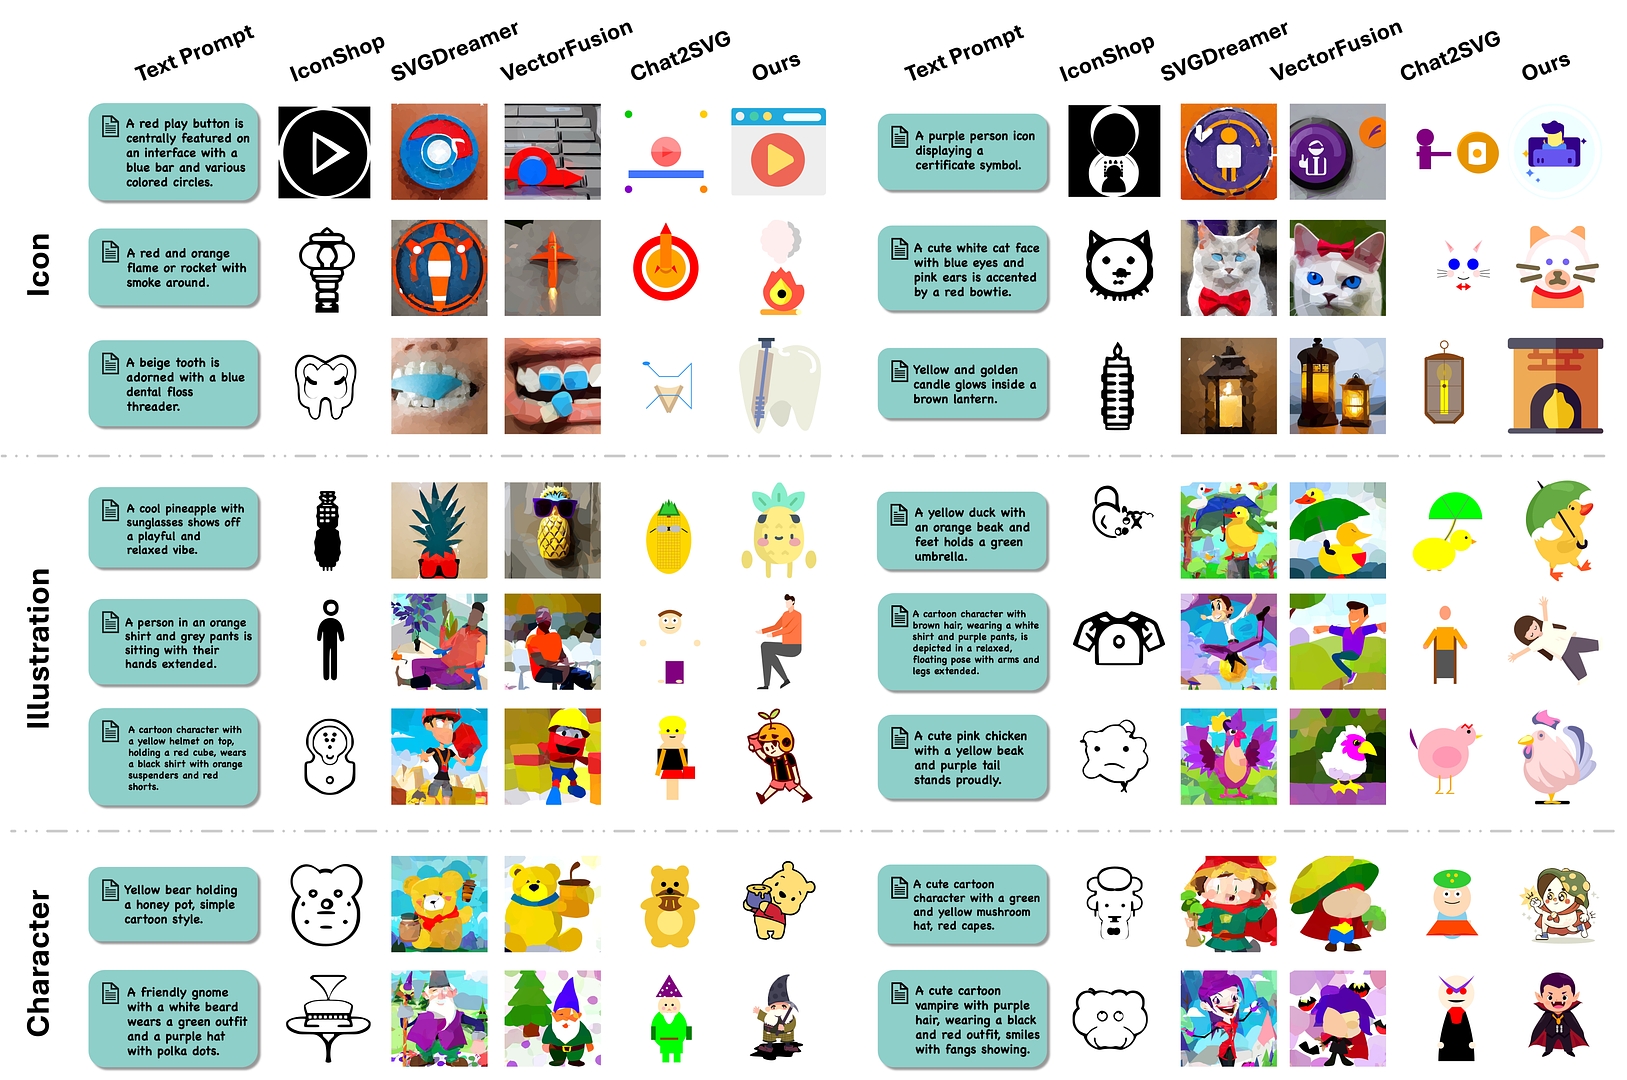 Text Prompt
IconShop
SVGDreamer
VectorFusion
Chat2SVG
Ours
Text Prompt
IconShop
SVGDreamer
VectorFusion
Chat2SVG
Ours
Icon
A red play button is
centrally featured on
an interface with a
blue bar and various
colored circles.
A purple person icon
displaying a
certificate symbol.
A red and orange
flame or rocket with
smoke around.
A cute white cat face
with blue eyes and
pink ears is accented
by a red bowtie.
A beige tooth is
adorned with a blue
dental floss
threader.
Yellow and golden
candle glows inside a
brown lantern.
Illustration
A cool pineapple with
sunglasses shows off
a playful and
relaxed vibe.
A yellow duck with
an orange beak and
feet holds a green
umbrella.
A person in an orange
shirt and grey pants is
sitting with their
hands extended.
A cartoon character with
brown hair, wearing a white
shirt and purple pants, is
depicted in a relaxed,
floating pose with arms and
legs extended.
A cartoon character with
a yellow helmet on top,
holding a red cube, wears
a black shirt with orange
suspenders and red
shorts.
A cute pink chicken
with a yellow beak
and purple tail
stands proudly.
Character
Yellow bear holding
a honey pot, simple
cartoon style.
A cute cartoon
character with a green
and yellow mushroom
hat, red capes.
A friendly gnome
with a white beard
wears a green outfit
and a purple hat
with polka dots.
A cute cartoon
vampire with purple
hair, wearing a black
and red outfit, smiles
with fangs showing.